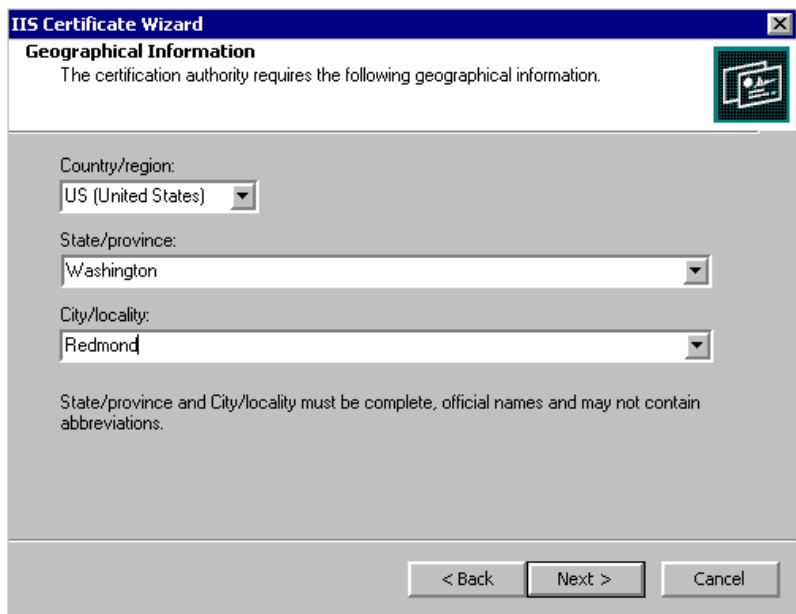 IIS Certificate Wizard
Geographical Information
The certification authority requires the following geographical information.
Country/region:
US (United States)
State/province:
Washington
City/locality:
Redmond
State/province and City/locality must be complete, official names and may not contain
abbreviations.
< Back
Next >
Cancel